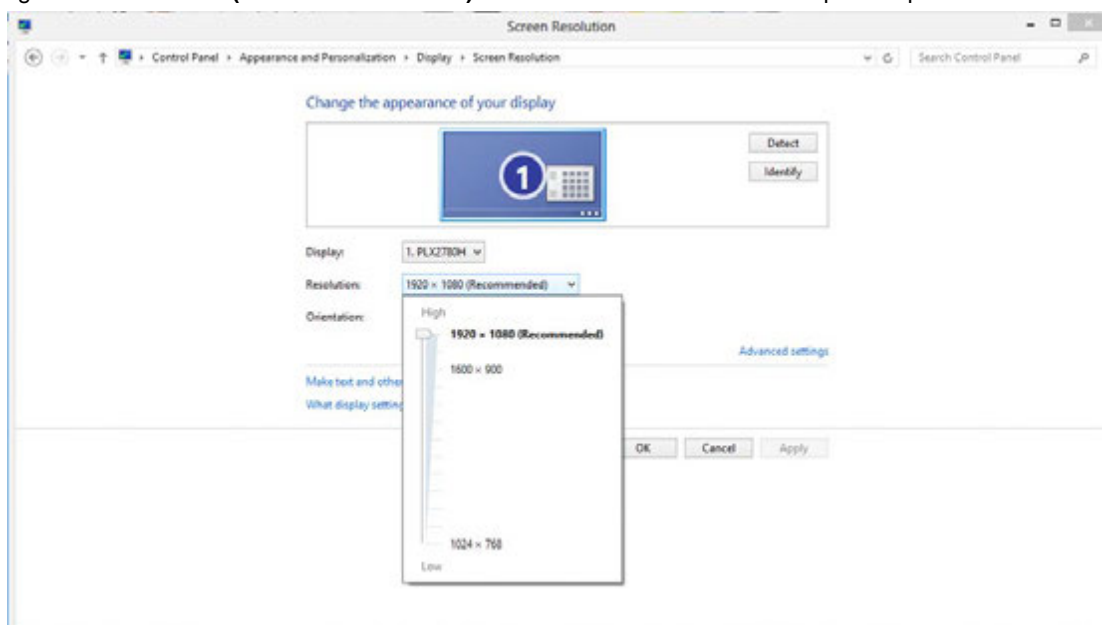 Screen Resolution
Control Panel ▸ Appearance and Personalization ▸ Display ▸ Screen Resolution
Search Control Panel
Change the appearance of your display
1
Detect
Identify
Display: 1. PLX2780H
Resolution: 1920 × 1080 (Recommended)
Orientation:
High
1920 × 1080 (Recommended)
1600 × 900
1024 × 768
Low
Advanced settings
Make text and other
What display setting
OK Cancel Apply